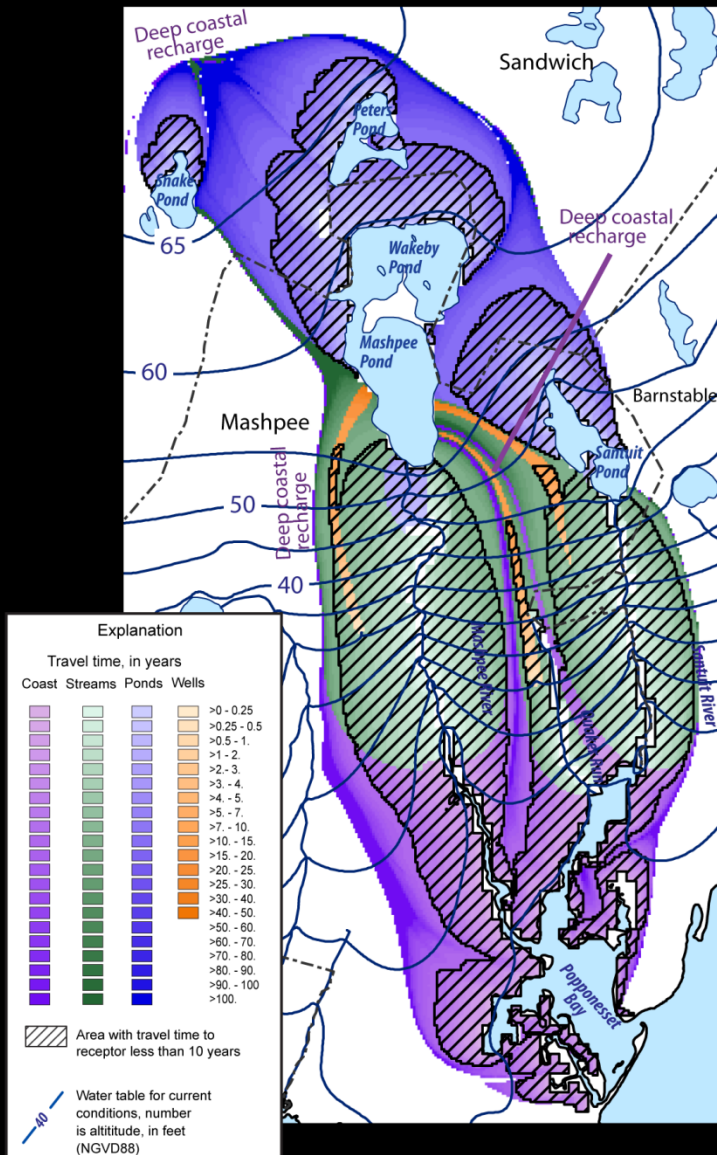 Deep coastal
recharge
Sandwich
Peters
Pond
Snake
Pond
Deep coastal
recharge
65
Wakeby
Pond
Mashpee
Pond
60
Barnstable
Mashpee
Santuit
Pond
50
Deep coastal
recharge
40
Mashpee River
Santuit River
Quaker Run
Popponesset
Bay
Explanation
Travel time, in years
Coast Streams Ponds Wells
>0 - 0.25
>0.25 - 0.5
>0.5 - 1.
>1 - 2.
>2 - 3.
>3 - 4.
>4 - 5.
>5 - 7.
>7 - 10.
>10 - 15.
>15 - 20.
>20 - 25.
>25 - 30.
>30 - 40.
>40 - 50.
>50 - 60.
>60 - 70.
>70 - 80.
>80 - 90.
>90 - 100
>100.
Area with travel time to
receptor less than 10 years
40
Water table for current
conditions, number
is altitude, in feet
(NGVD88)